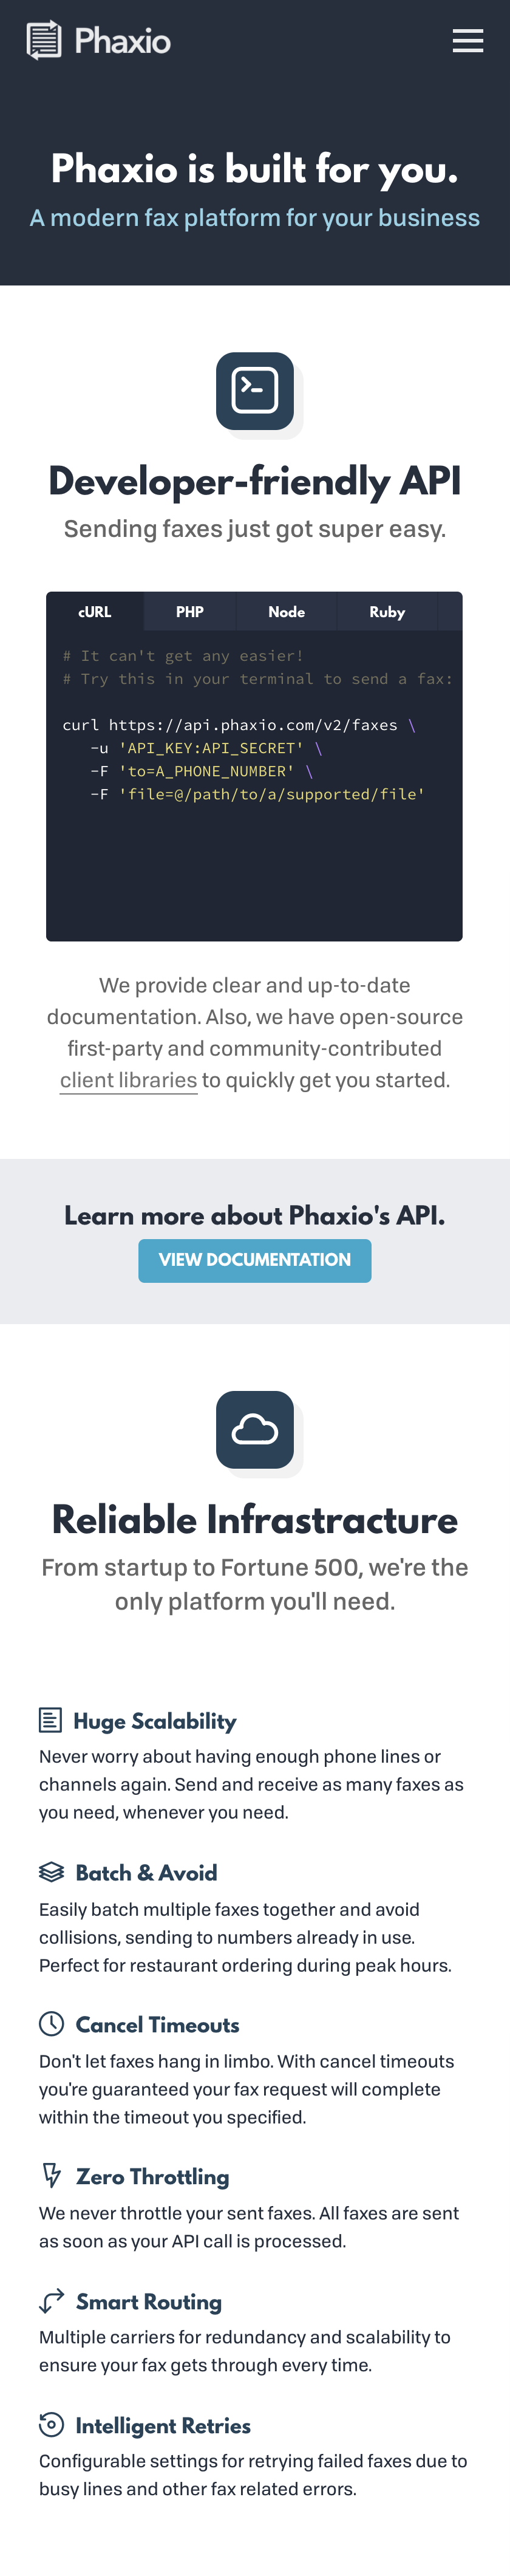 Phaxio
Phaxio is built for you.
A modern fax platform for your business
Developer-friendly API
Sending faxes just got super easy.
cURL PHP Node Ruby
# It can't get any easier!
# Try this in your terminal to send a fax:
curl https://api.phaxio.com/v2/faxes \
-u 'API_KEY:API_SECRET' \
-F 'to=A_PHONE_NUMBER' \
-F 'file=@/path/to/a/supported/file'
We provide clear and up-to-date
documentation. Also, we have open-source
first-party and community-contributed
client libraries to quickly get you started.
Learn more about Phaxio's API.
VIEW DOCUMENTATION
Reliable Infrastracture
From startup to Fortune 500, we're the
only platform you'll need.
Huge Scalability
Never worry about having enough phone lines or
channels again. Send and receive as many faxes as
you need, whenever you need.
Batch & Avoid
Easily batch multiple faxes together and avoid
collisions, sending to numbers already in use.
Perfect for restaurant ordering during peak hours.
Cancel Timeouts
Don't let faxes hang in limbo. With cancel timeouts
you're guaranteed your fax request will complete
within the timeout you specified.
Zero Throttling
We never throttle your sent faxes. All faxes are sent
as soon as your API call is processed.
Smart Routing
Multiple carriers for redundancy and scalability to
ensure your fax gets through every time.
Intelligent Retries
Configurable settings for retrying failed faxes due to
busy lines and other fax related errors.